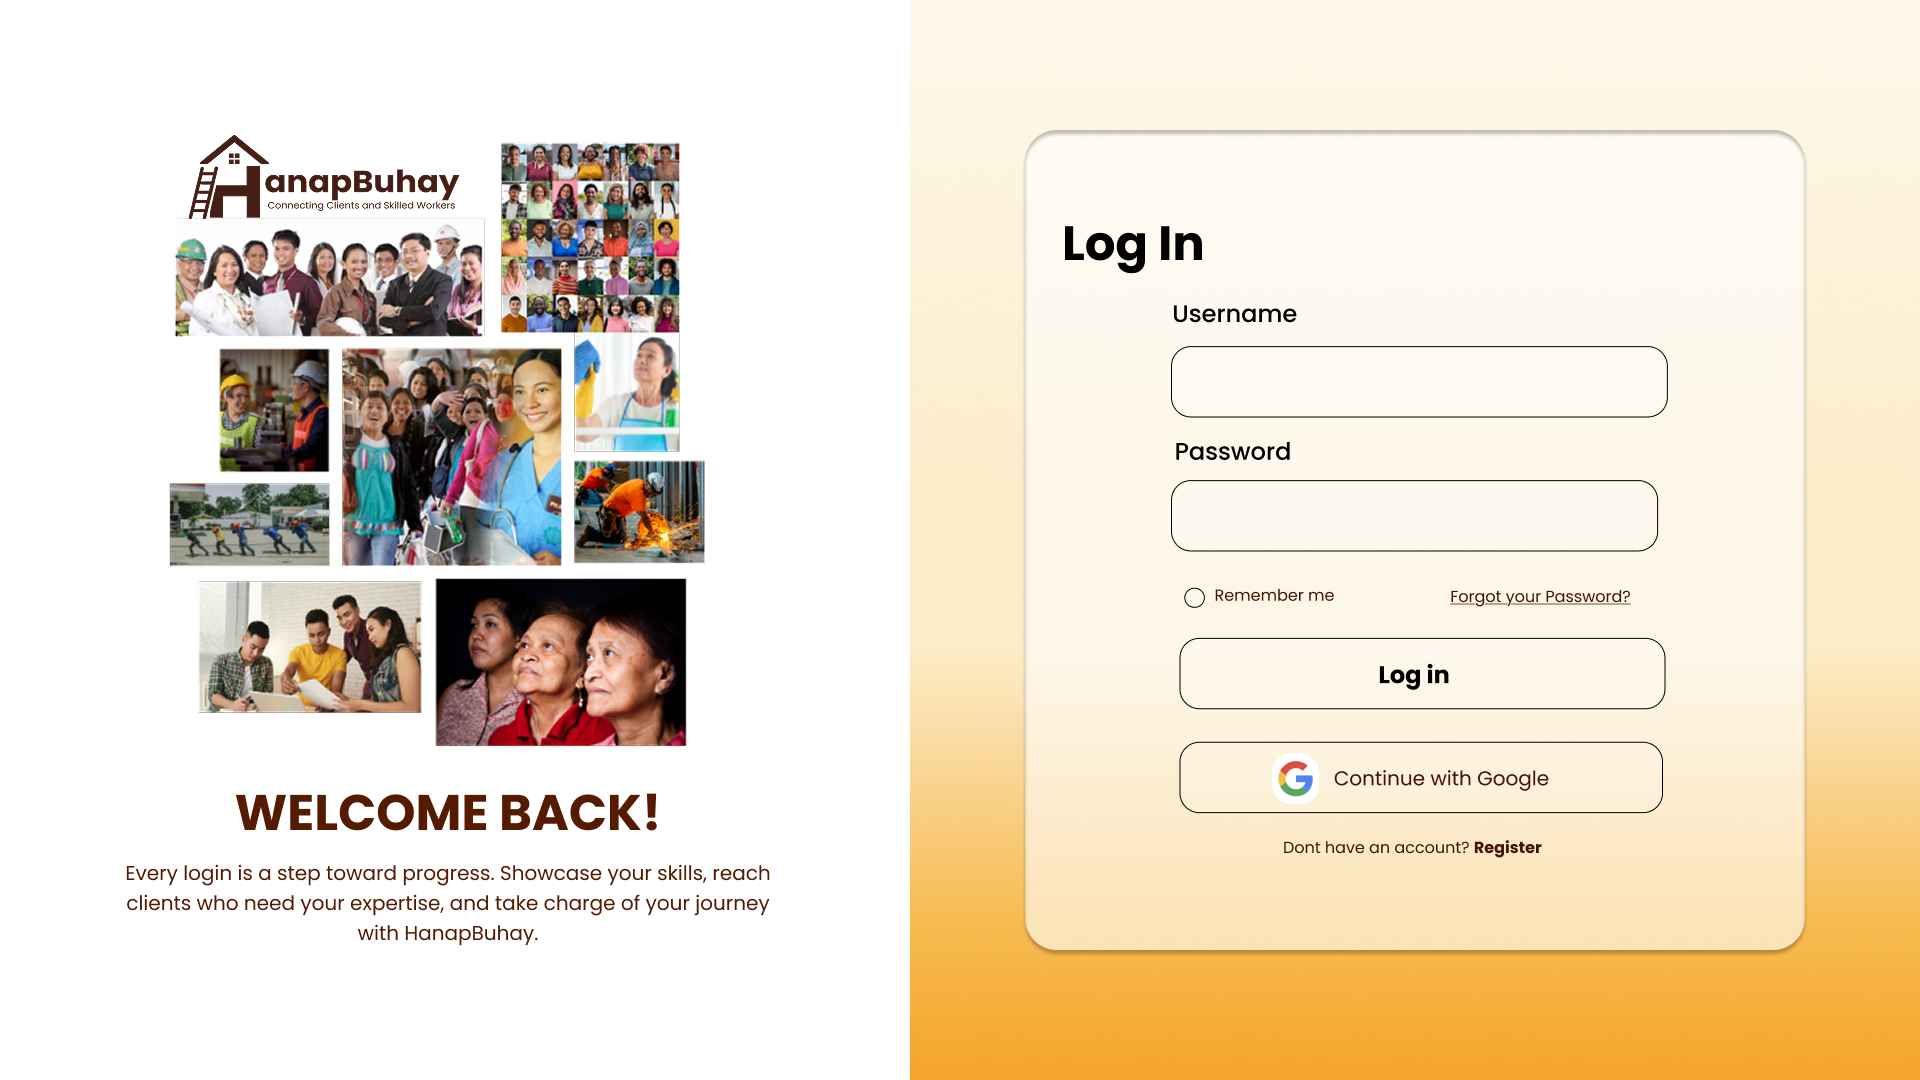 HanapBuhay
Connecting Clients and Skilled Workers
WELCOME BACK!
Every login is a step toward progress. Showcase your skills, reach
clients who need your expertise, and take charge of your journey
with HanapBuhay.
Log In
Username
Password
Remember me
Forgot your Password?
Log in
Continue with Google
Dont have an account? Register